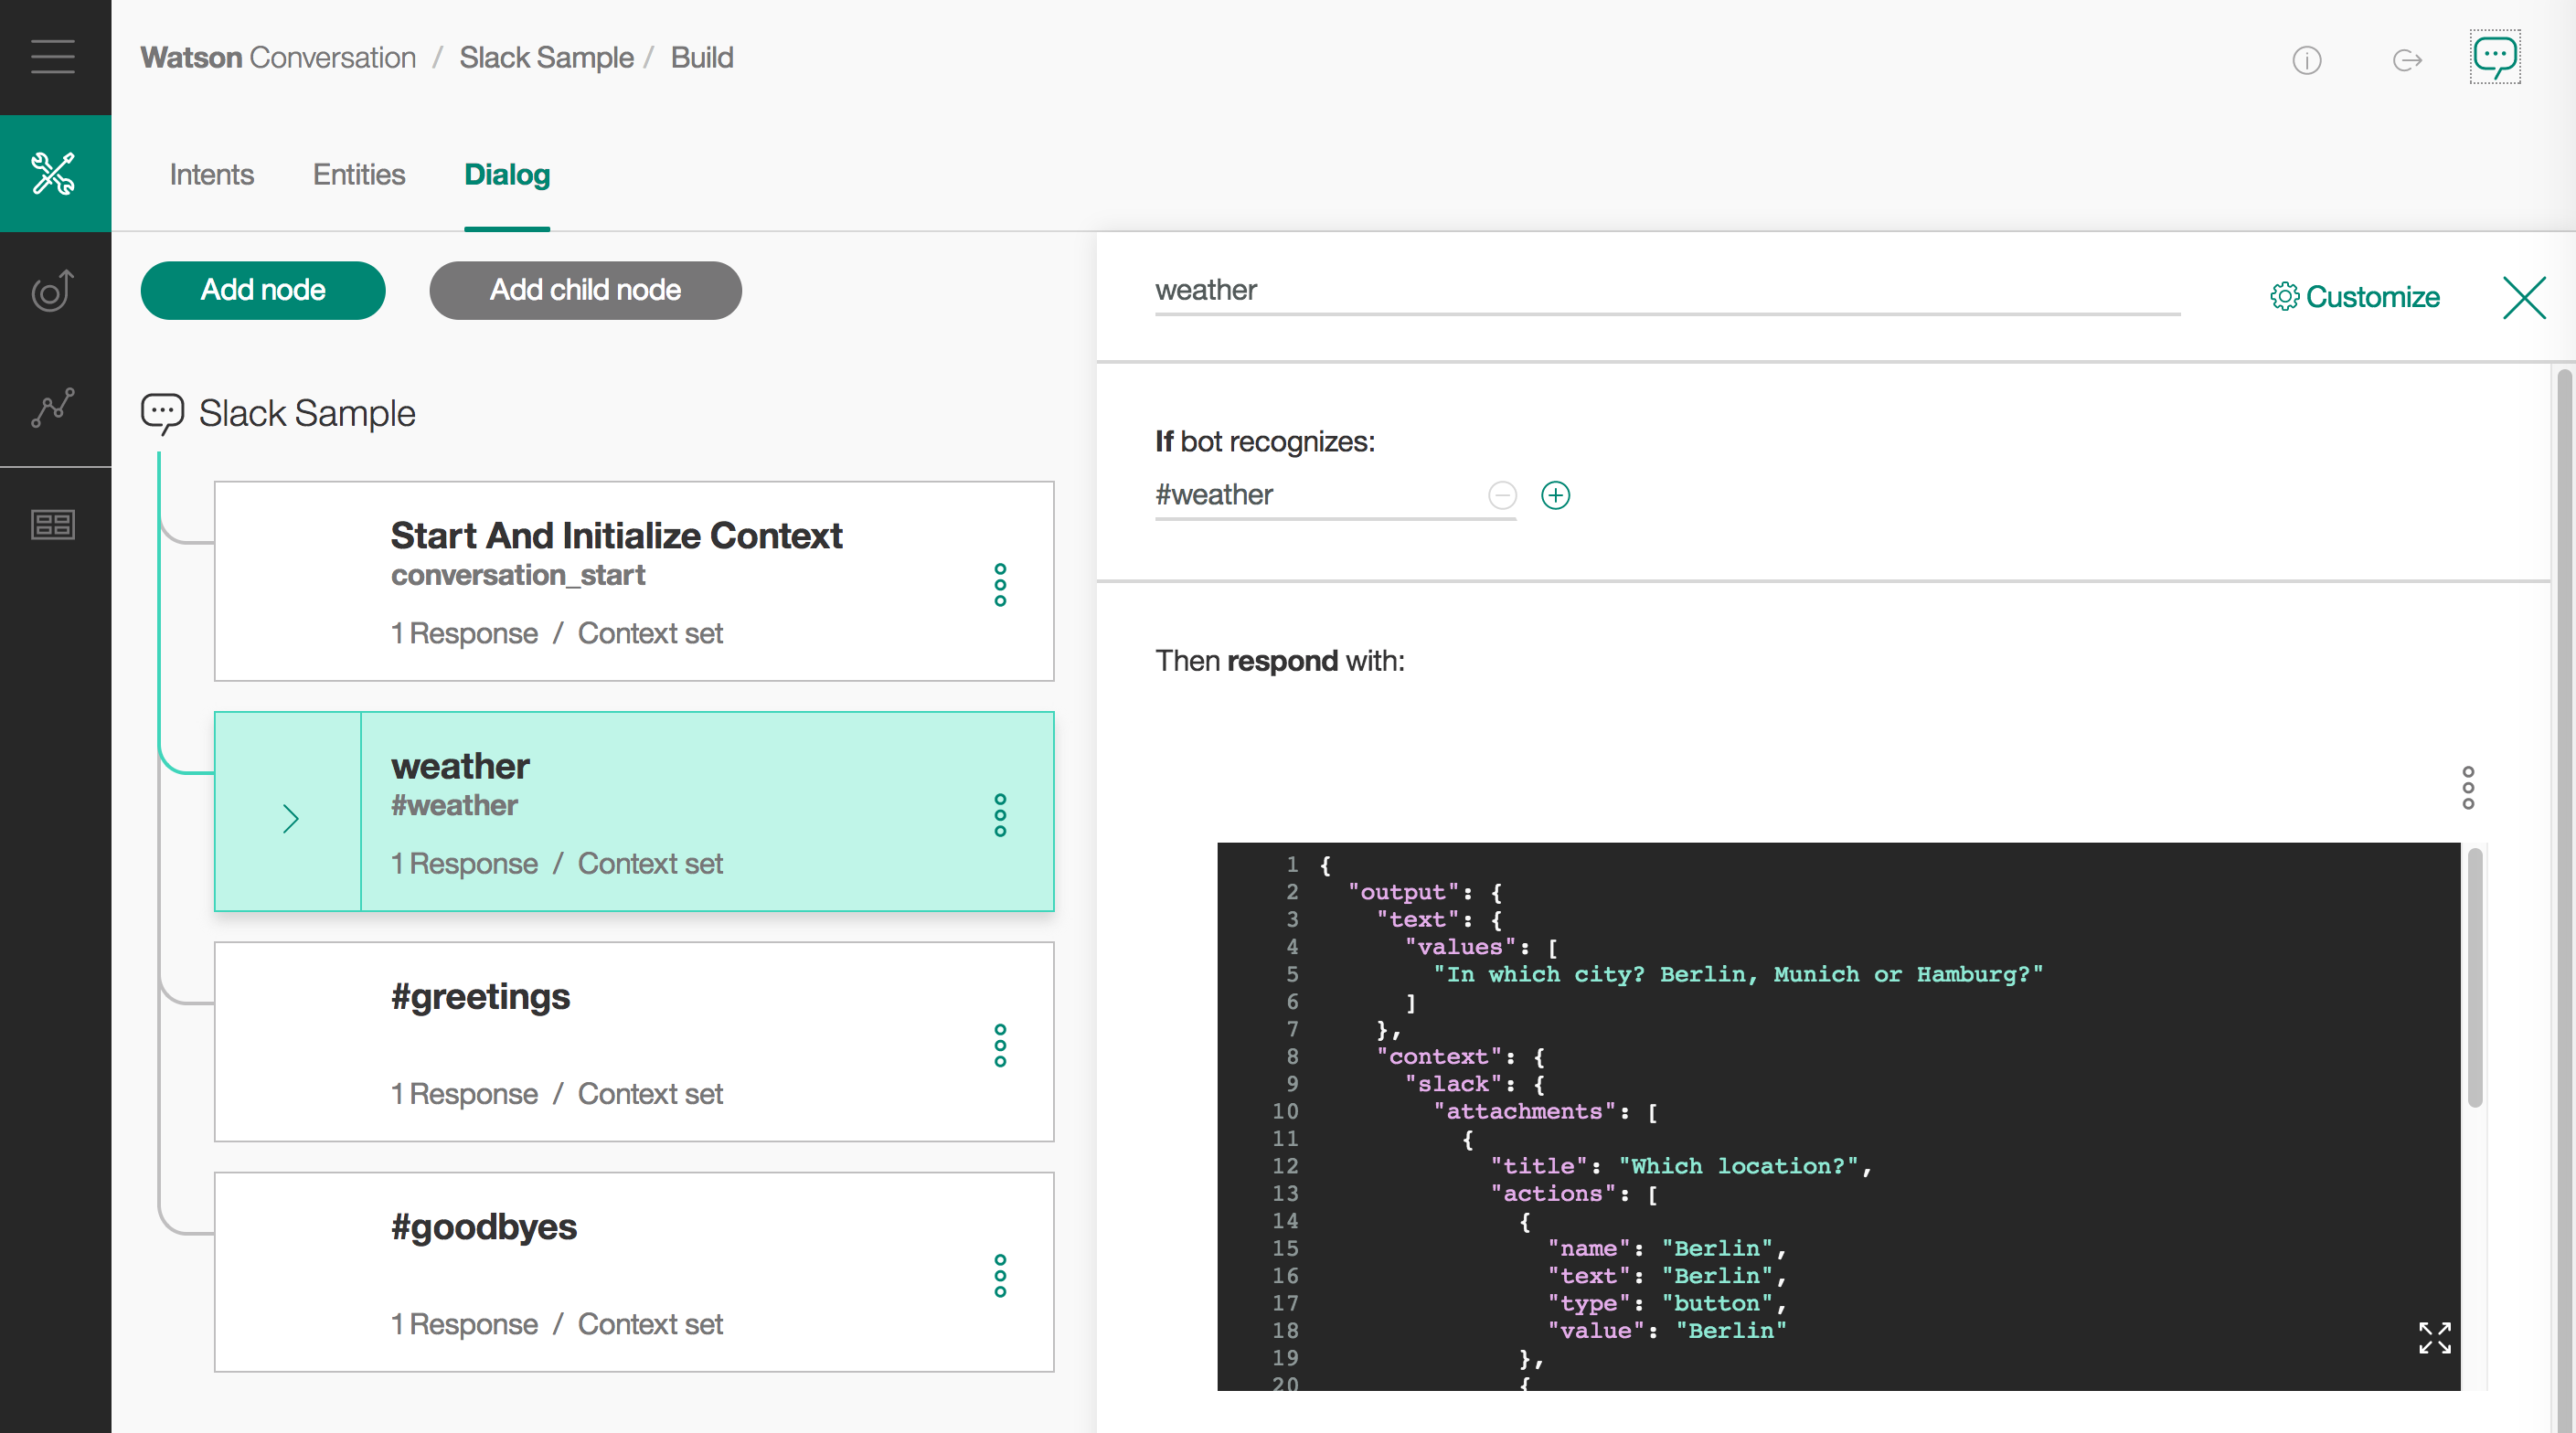 Watson Conversation / Slack Sample / Build
Intents Entities Dialog
Add node Add child node
Slack Sample
Start And Initialize Context
conversation_start
1 Response / Context set
weather
#weather
1 Response / Context set
#greetings
1 Response / Context set
#goodbyes
1 Response / Context set
weather
Customize
If bot recognizes:
#weather
Then respond with:
1 {
2 "output": {
3 "text": {
4 "values": [
5 "In which city? Berlin, Munich or Hamburg?"
6 ]
7 },
8 "context": {
9 "slack": {
10 "attachments": [
11 {
12 "title": "Which location?",
13 "actions": [
14 {
15 "name": "Berlin",
16 "text": "Berlin",
17 "type": "button",
18 "value": "Berlin"
19 },
20 {